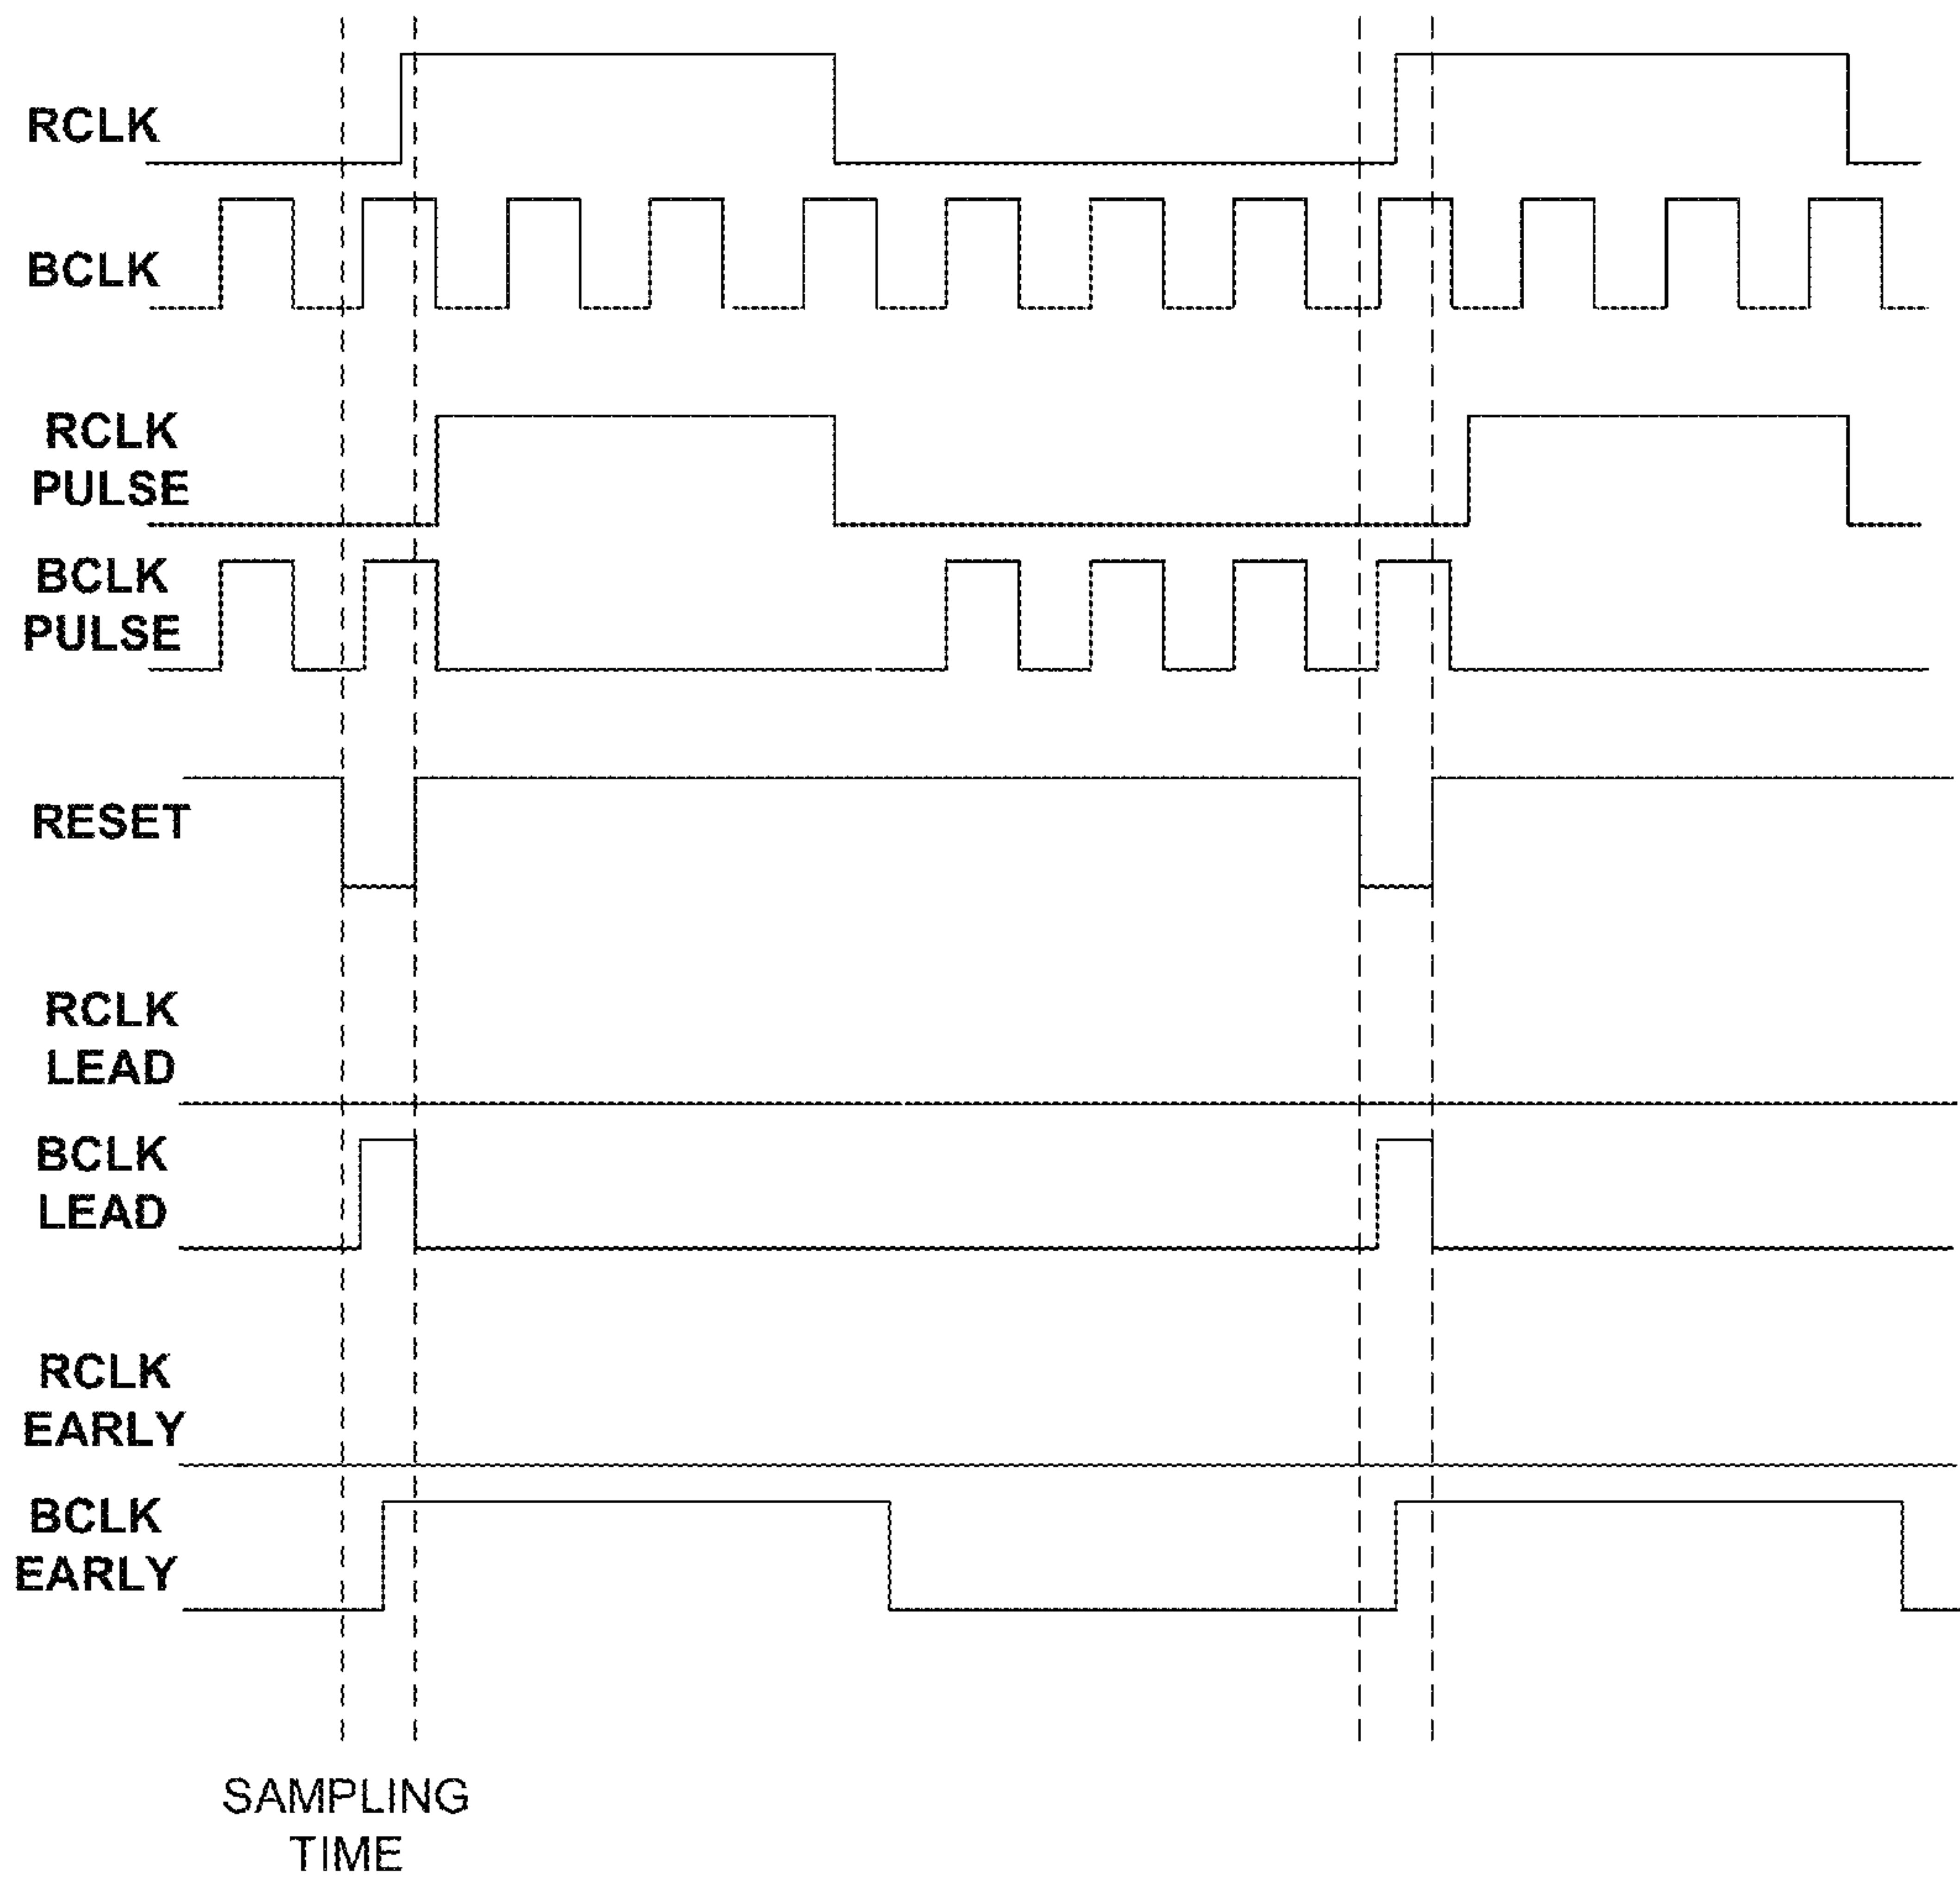 RCLK
BCLK
RCLK
PULSE
BCLK
PULSE
RESET
RCLK
LEAD
BCLK
LEAD
RCLK
EARLY
BCLK
EARLY
SAMPLING
TIME